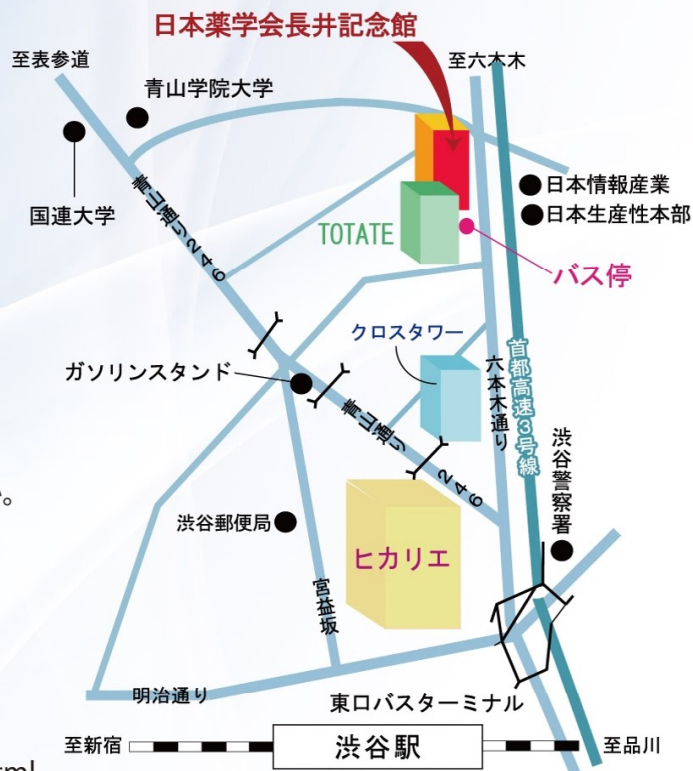 日本薬学会長井記念館
至表参道
至六本木
青山学院大学
国連大学
青山通り246
日本情報産業
日本生産性本部
TOTATE
バス停
クロスタワー
ガソリンスタンド
六本木通り
首都高速3号線
青山通り
246
渋谷警察署
。
渋谷郵便局
ヒカリエ
宮益坂
明治通り
東口バスターミナル
至新宿
渋谷駅
至品川